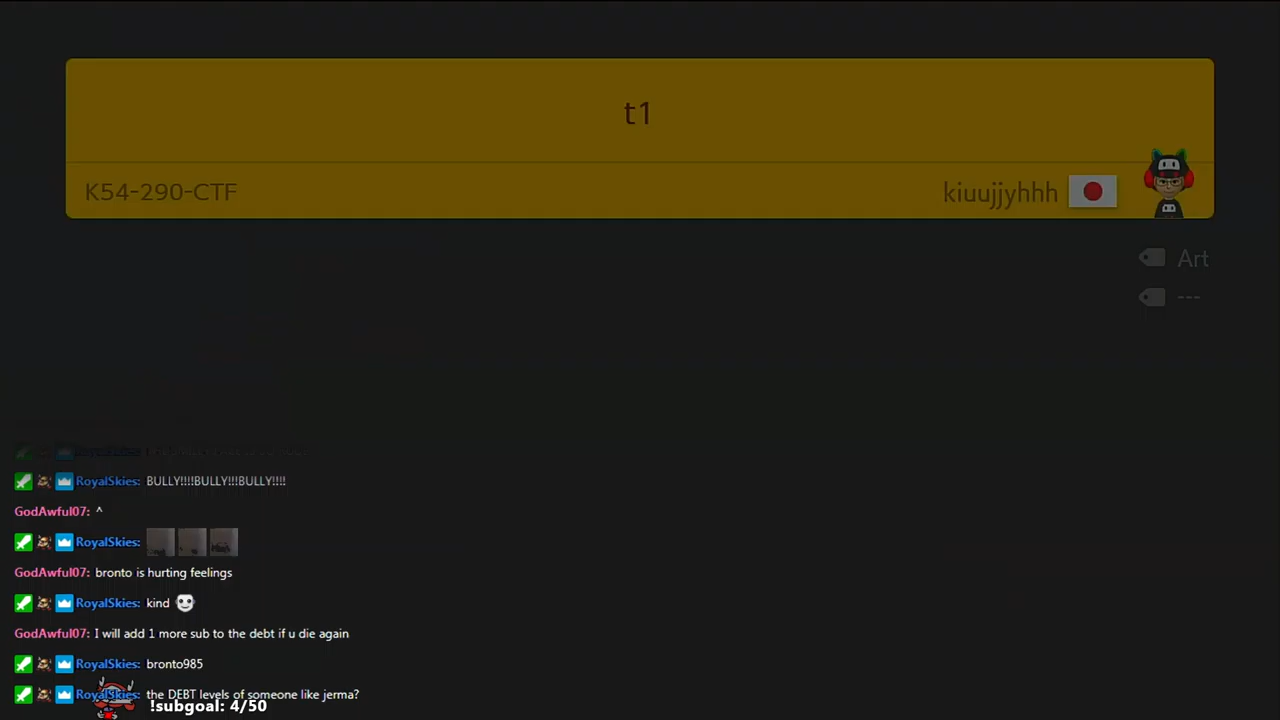 t1
K54-290-CTF
kiuujjyhhh
Art
---
RoyalSkies: BULLY!!!!BULLY!!!BULLY!!!!
GodAwful07: ^
RoyalSkies:
GodAwful07: bronto is hurting feelings
RoyalSkies: kind
GodAwful07: I will add 1 more sub to the debt if u die again
RoyalSkies: bronto985
RoyalSkies: the DEBT levels of someone like jerma?
!subgoal: 4/50